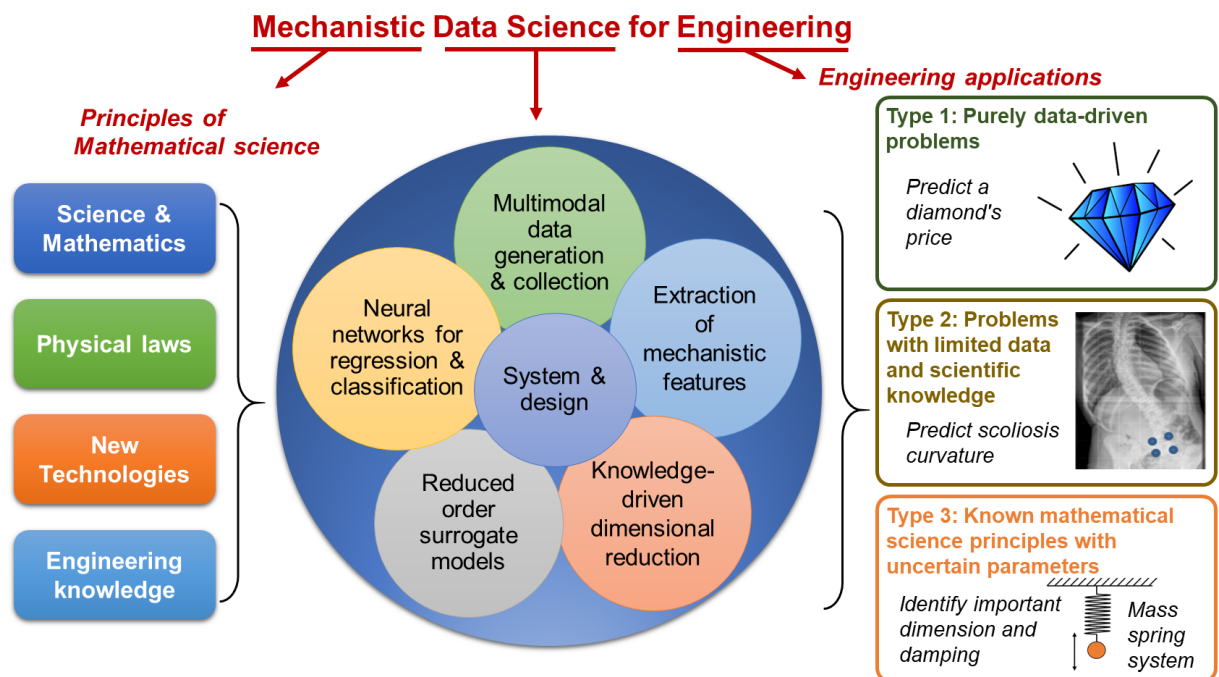 Mechanistic Data Science for Engineering
Principles of
Mathematical science
Engineering applications
Science &
Mathematics
Physical laws
New
Technologies
Engineering
knowledge
Multimodal
data
generation
& collection
Neural
networks for
regression &
classification
Extraction
of
mechanistic
features
System &
design
Reduced
order
surrogate
models
Knowledge-
driven
dimensional
reduction
Type 1: Purely data-driven
problems
Predict a
diamond's
price
Type 2: Problems
with limited data
and scientific
knowledge
Predict scoliosis
curvature
Type 3: Known mathematical
science principles with
uncertain parameters
Identify important
dimension and
damping
Mass
spring
system